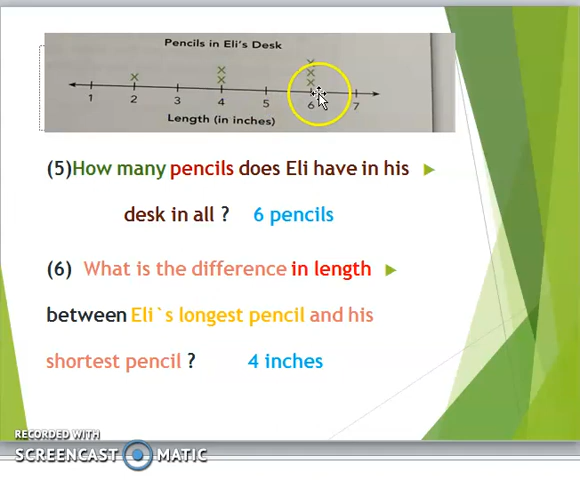 Pencils in Eli's Desk
1 2 3 4 5 6 7
Length (in inches)
(5)How many pencils does Eli have in his
desk in all ? 6 pencils
(6) What is the difference in length
between Eli`s longest pencil and his
shortest pencil ? 4 inches
RECORDED WITH
SCREENCAST MATIC